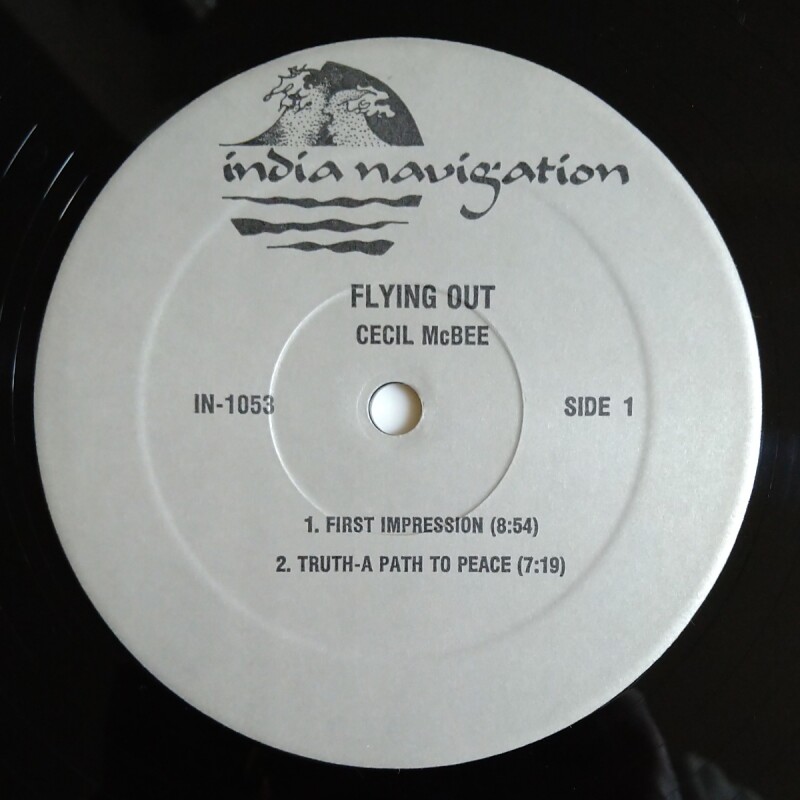 india navigation
FLYING OUT
CECIL McBEE
IN-1053
SIDE 1
1. FIRST IMPRESSION (8:54)
2. TRUTH-A PATH TO PEACE (7:19)